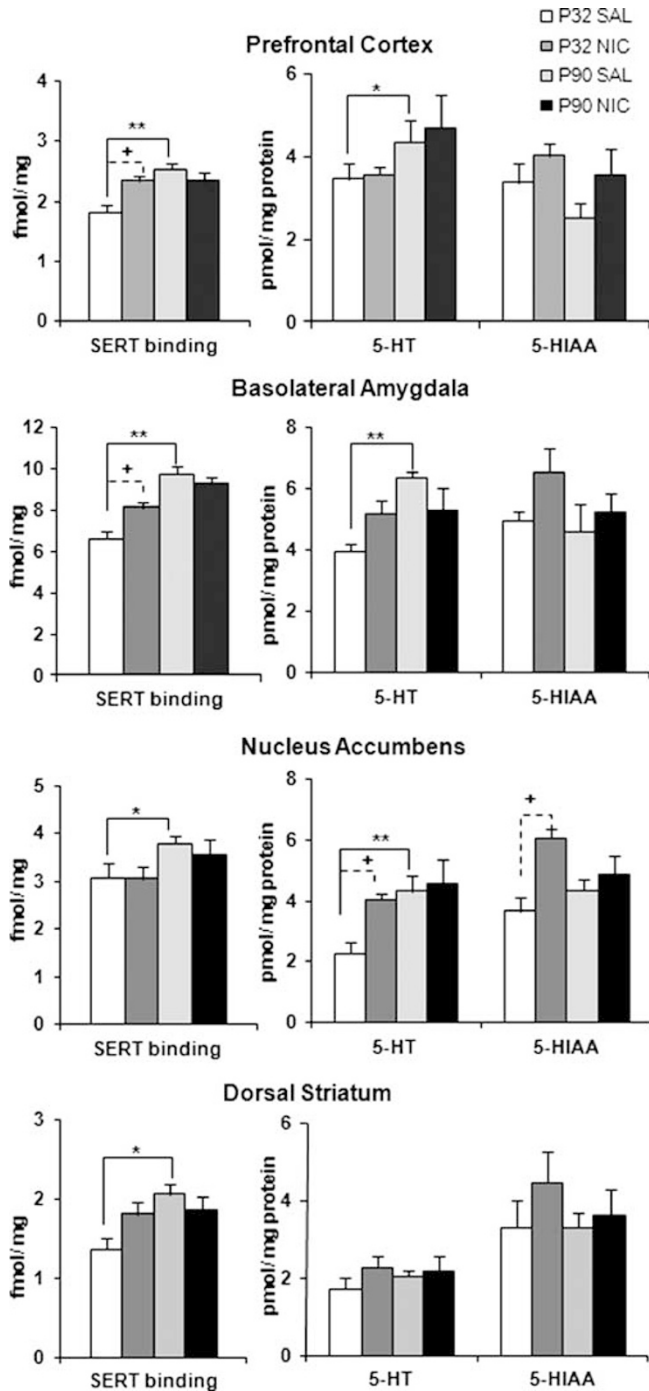 P32 SAL
P32 NIC
P90 SAL
P90 NIC
Prefrontal Cortex
fmol/mg
4
3
2
1
0
**
+
SERT binding
pmol/mg protein
6
4
2
0
*
5-HT
5-HIAA
Basolateral Amygdala
fmol/mg
12
10
8
6
4
2
0
**
+
SERT binding
pmol/mg protein
8
6
4
2
0
**
5-HT
5-HIAA
Nucleus Accumbens
fmol/mg
5
4
3
2
1
0
*
SERT binding
pmol/mg protein
8
6
4
2
0
**
+
+
5-HT
5-HIAA
Dorsal Striatum
fmol/mg
3
2
1
0
*
SERT binding
pmol/mg protein
6
4
2
0
5-HT
5-HIAA